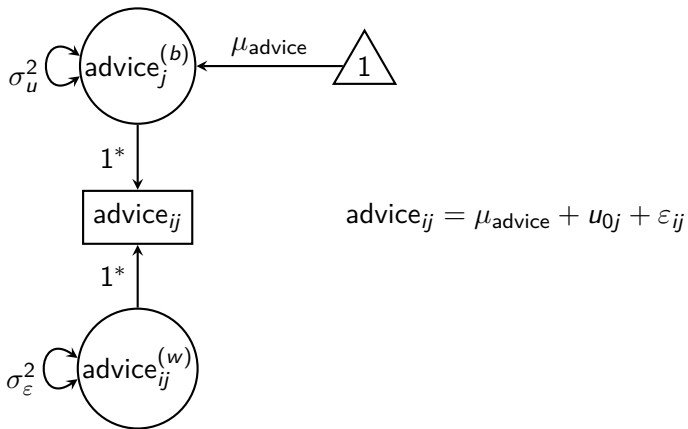 μ_advice
σ²_u
advice_j^(b)
1
1*
advice_ij
advice_ij = μ_advice + u_0j + ε_ij
1*
σ²_ε
advice_ij^(w)